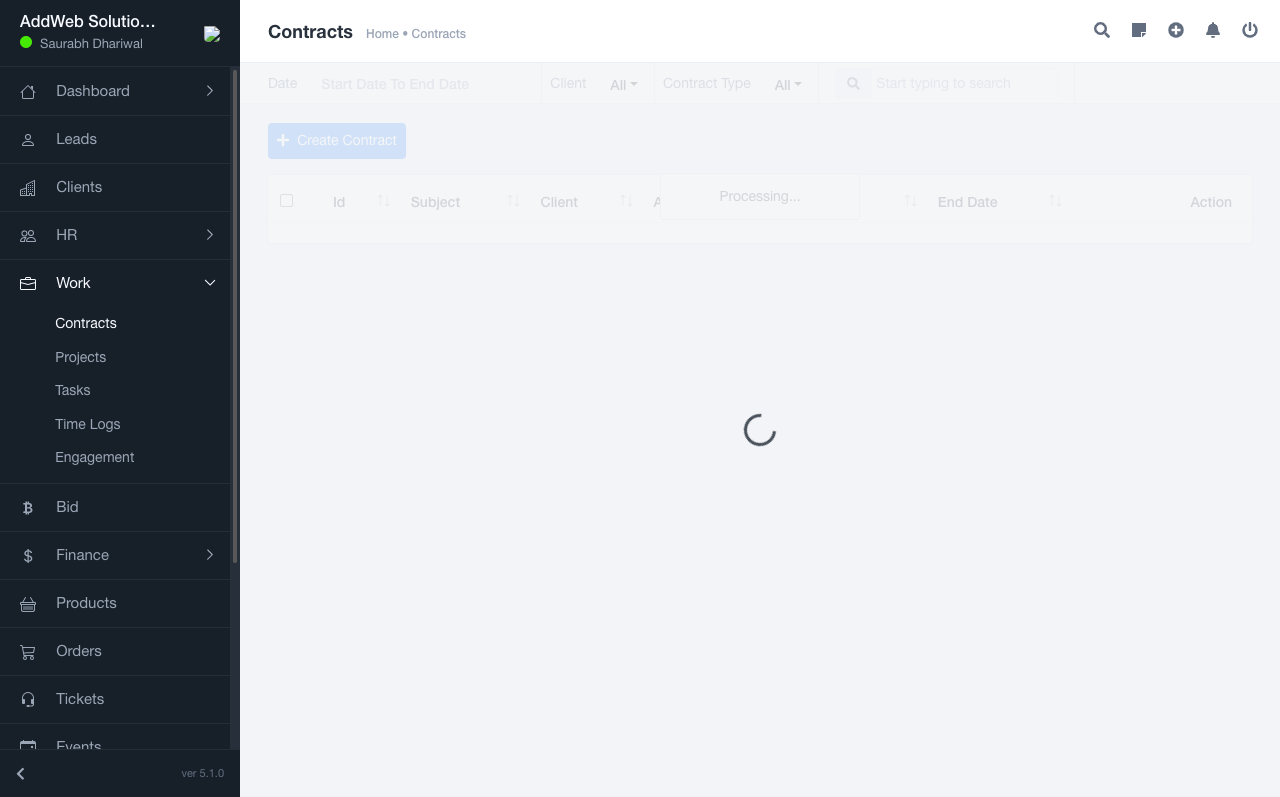 AddWeb Solutio...
Saurabh Dhariwal
Contracts
Home • Contracts
Date
Start Date To End Date
Client
All
Contract Type
All
Start typing to search
Create Contract
Id
Subject
Client
A
Processing...
End Date
Action
Dashboard
Leads
Clients
HR
Work
Contracts
Projects
Tasks
Time Logs
Engagement
Bid
Finance
Products
Orders
Tickets
Events
ver 5.1.0